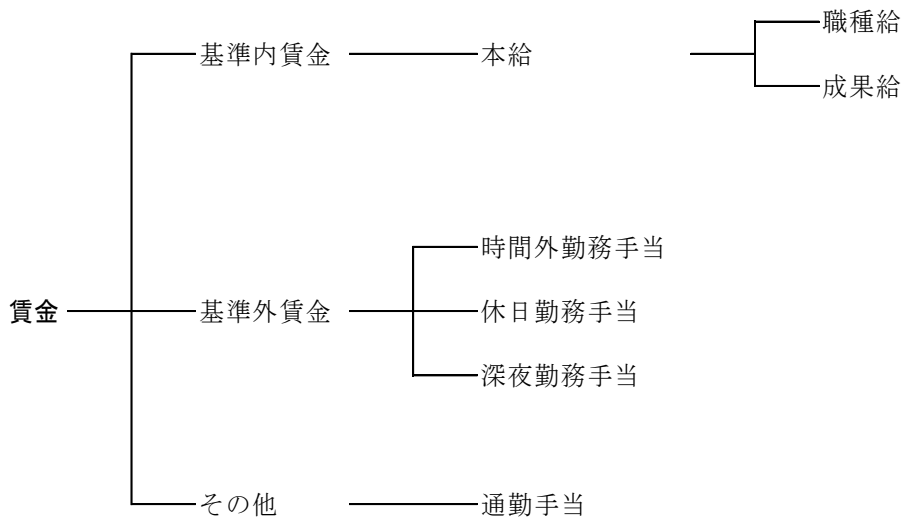 職種給
基準内賃金
本給
成果給
時間外勤務手当
賃金
基準外賃金
休日勤務手当
深夜勤務手当
その他
通勤手当